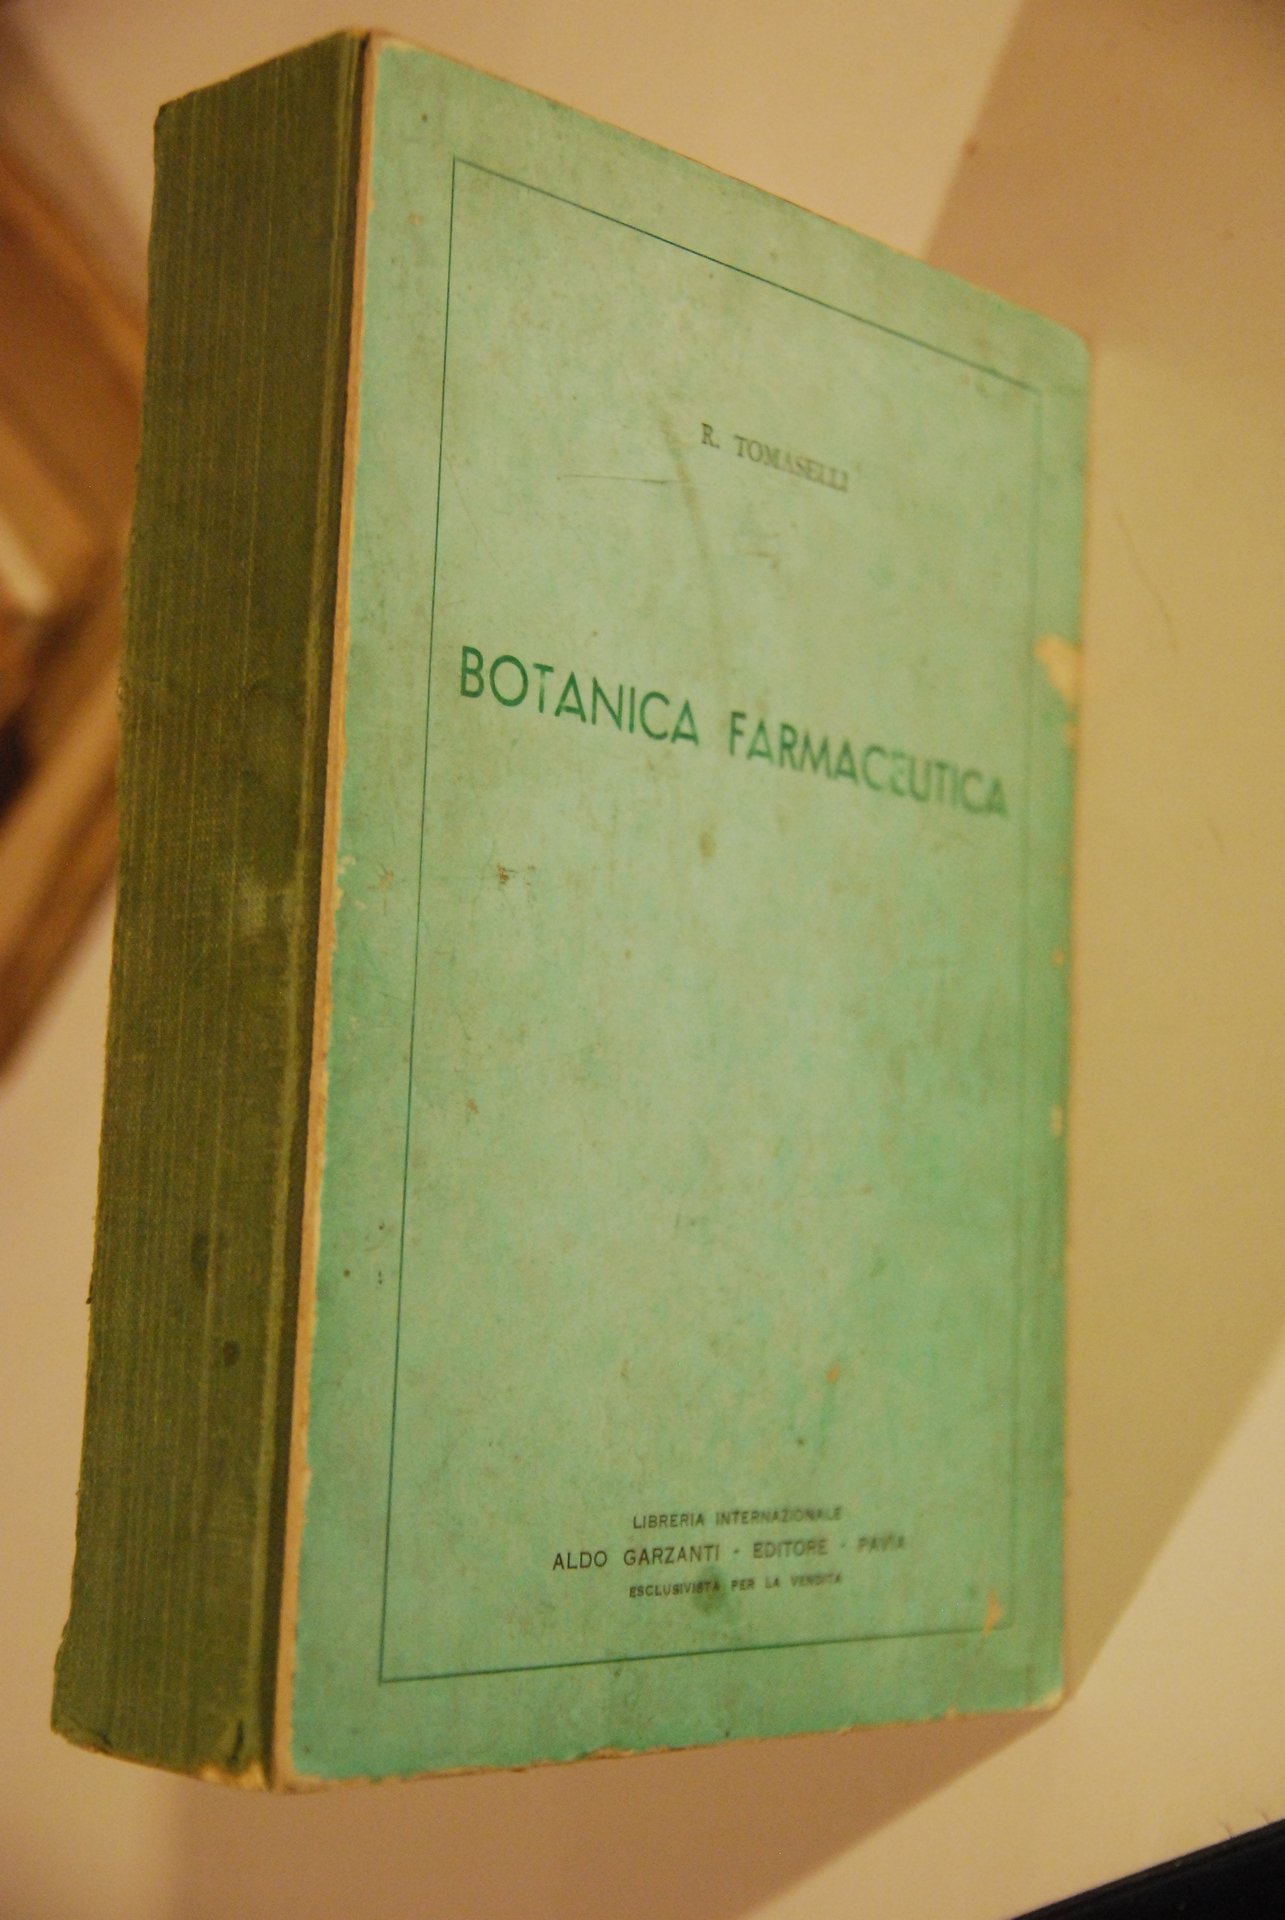 R. TOMASELLI
BOTANICA FARMACEUTICA
LIBRERIA INTERNAZIONALE
ALDO GARZANTI - EDITORE - PAVIA
ESCLUSIVISTA PER LA VENDITA